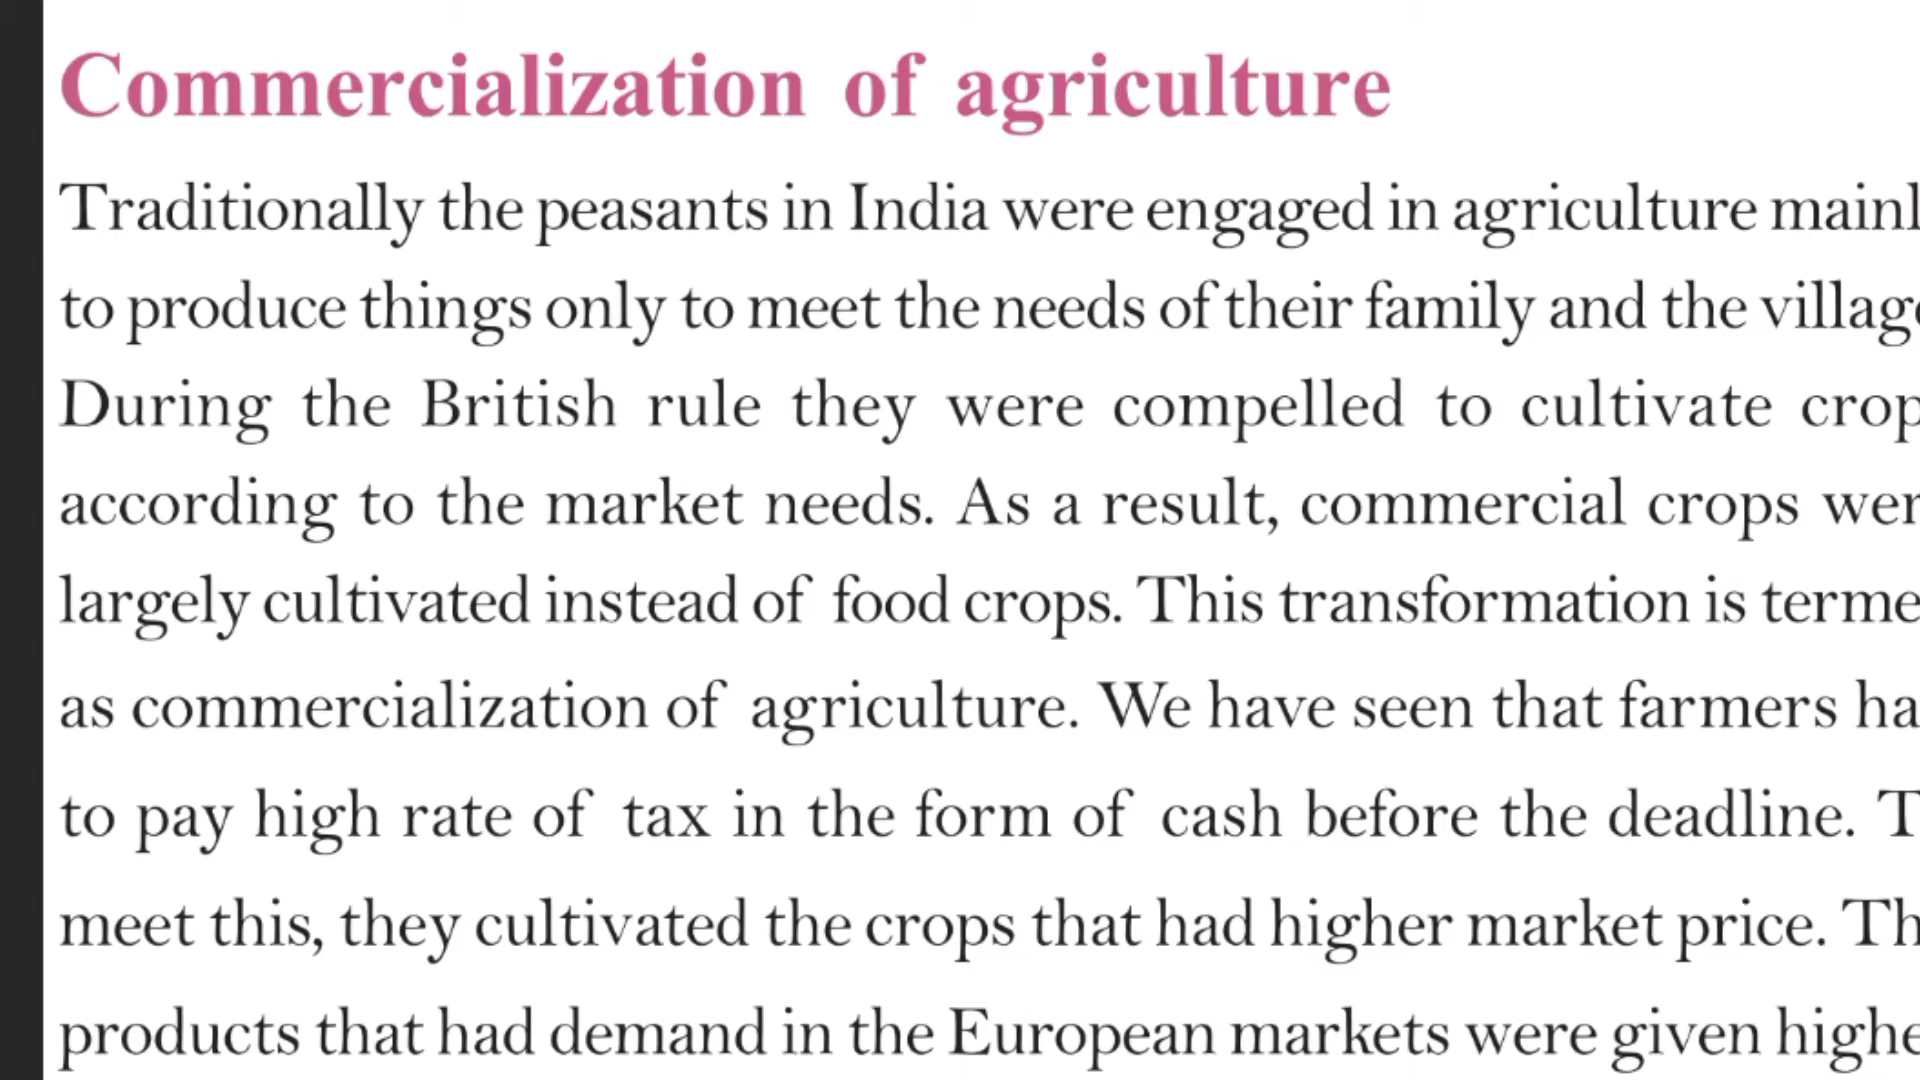 Commercialization of agriculture
Traditionally the peasants in India were engaged in agriculture mainl
to produce things only to meet the needs of their family and the village
During the British rule they were compelled to cultivate crop
according to the market needs. As a result, commercial crops wer
largely cultivated instead of food crops. This transformation is terme
as commercialization of agriculture. We have seen that farmers ha
to pay high rate of tax in the form of cash before the deadline. T
meet this, they cultivated the crops that had higher market price. Th
products that had demand in the European markets were given highe